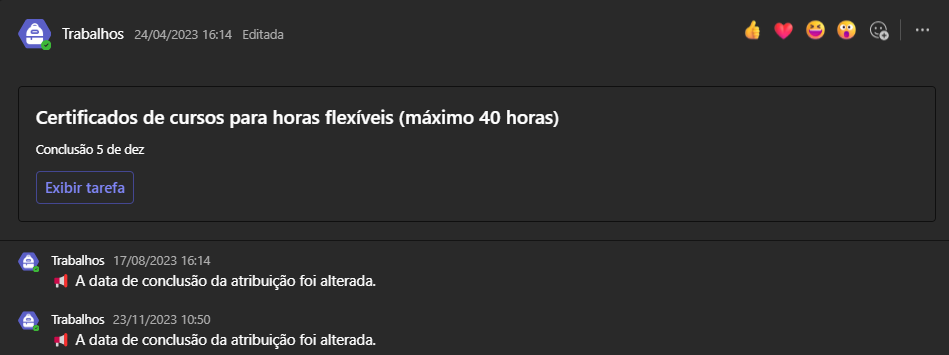 Trabalhos 24/04/2023 16:14 Editada
Certificados de cursos para horas flexíveis (máximo 40 horas)
Conclusão 5 de dez
Exibir tarefa
Trabalhos 17/08/2023 16:14
A data de conclusão da atribuição foi alterada.
Trabalhos 23/11/2023 10:50
A data de conclusão da atribuição foi alterada.